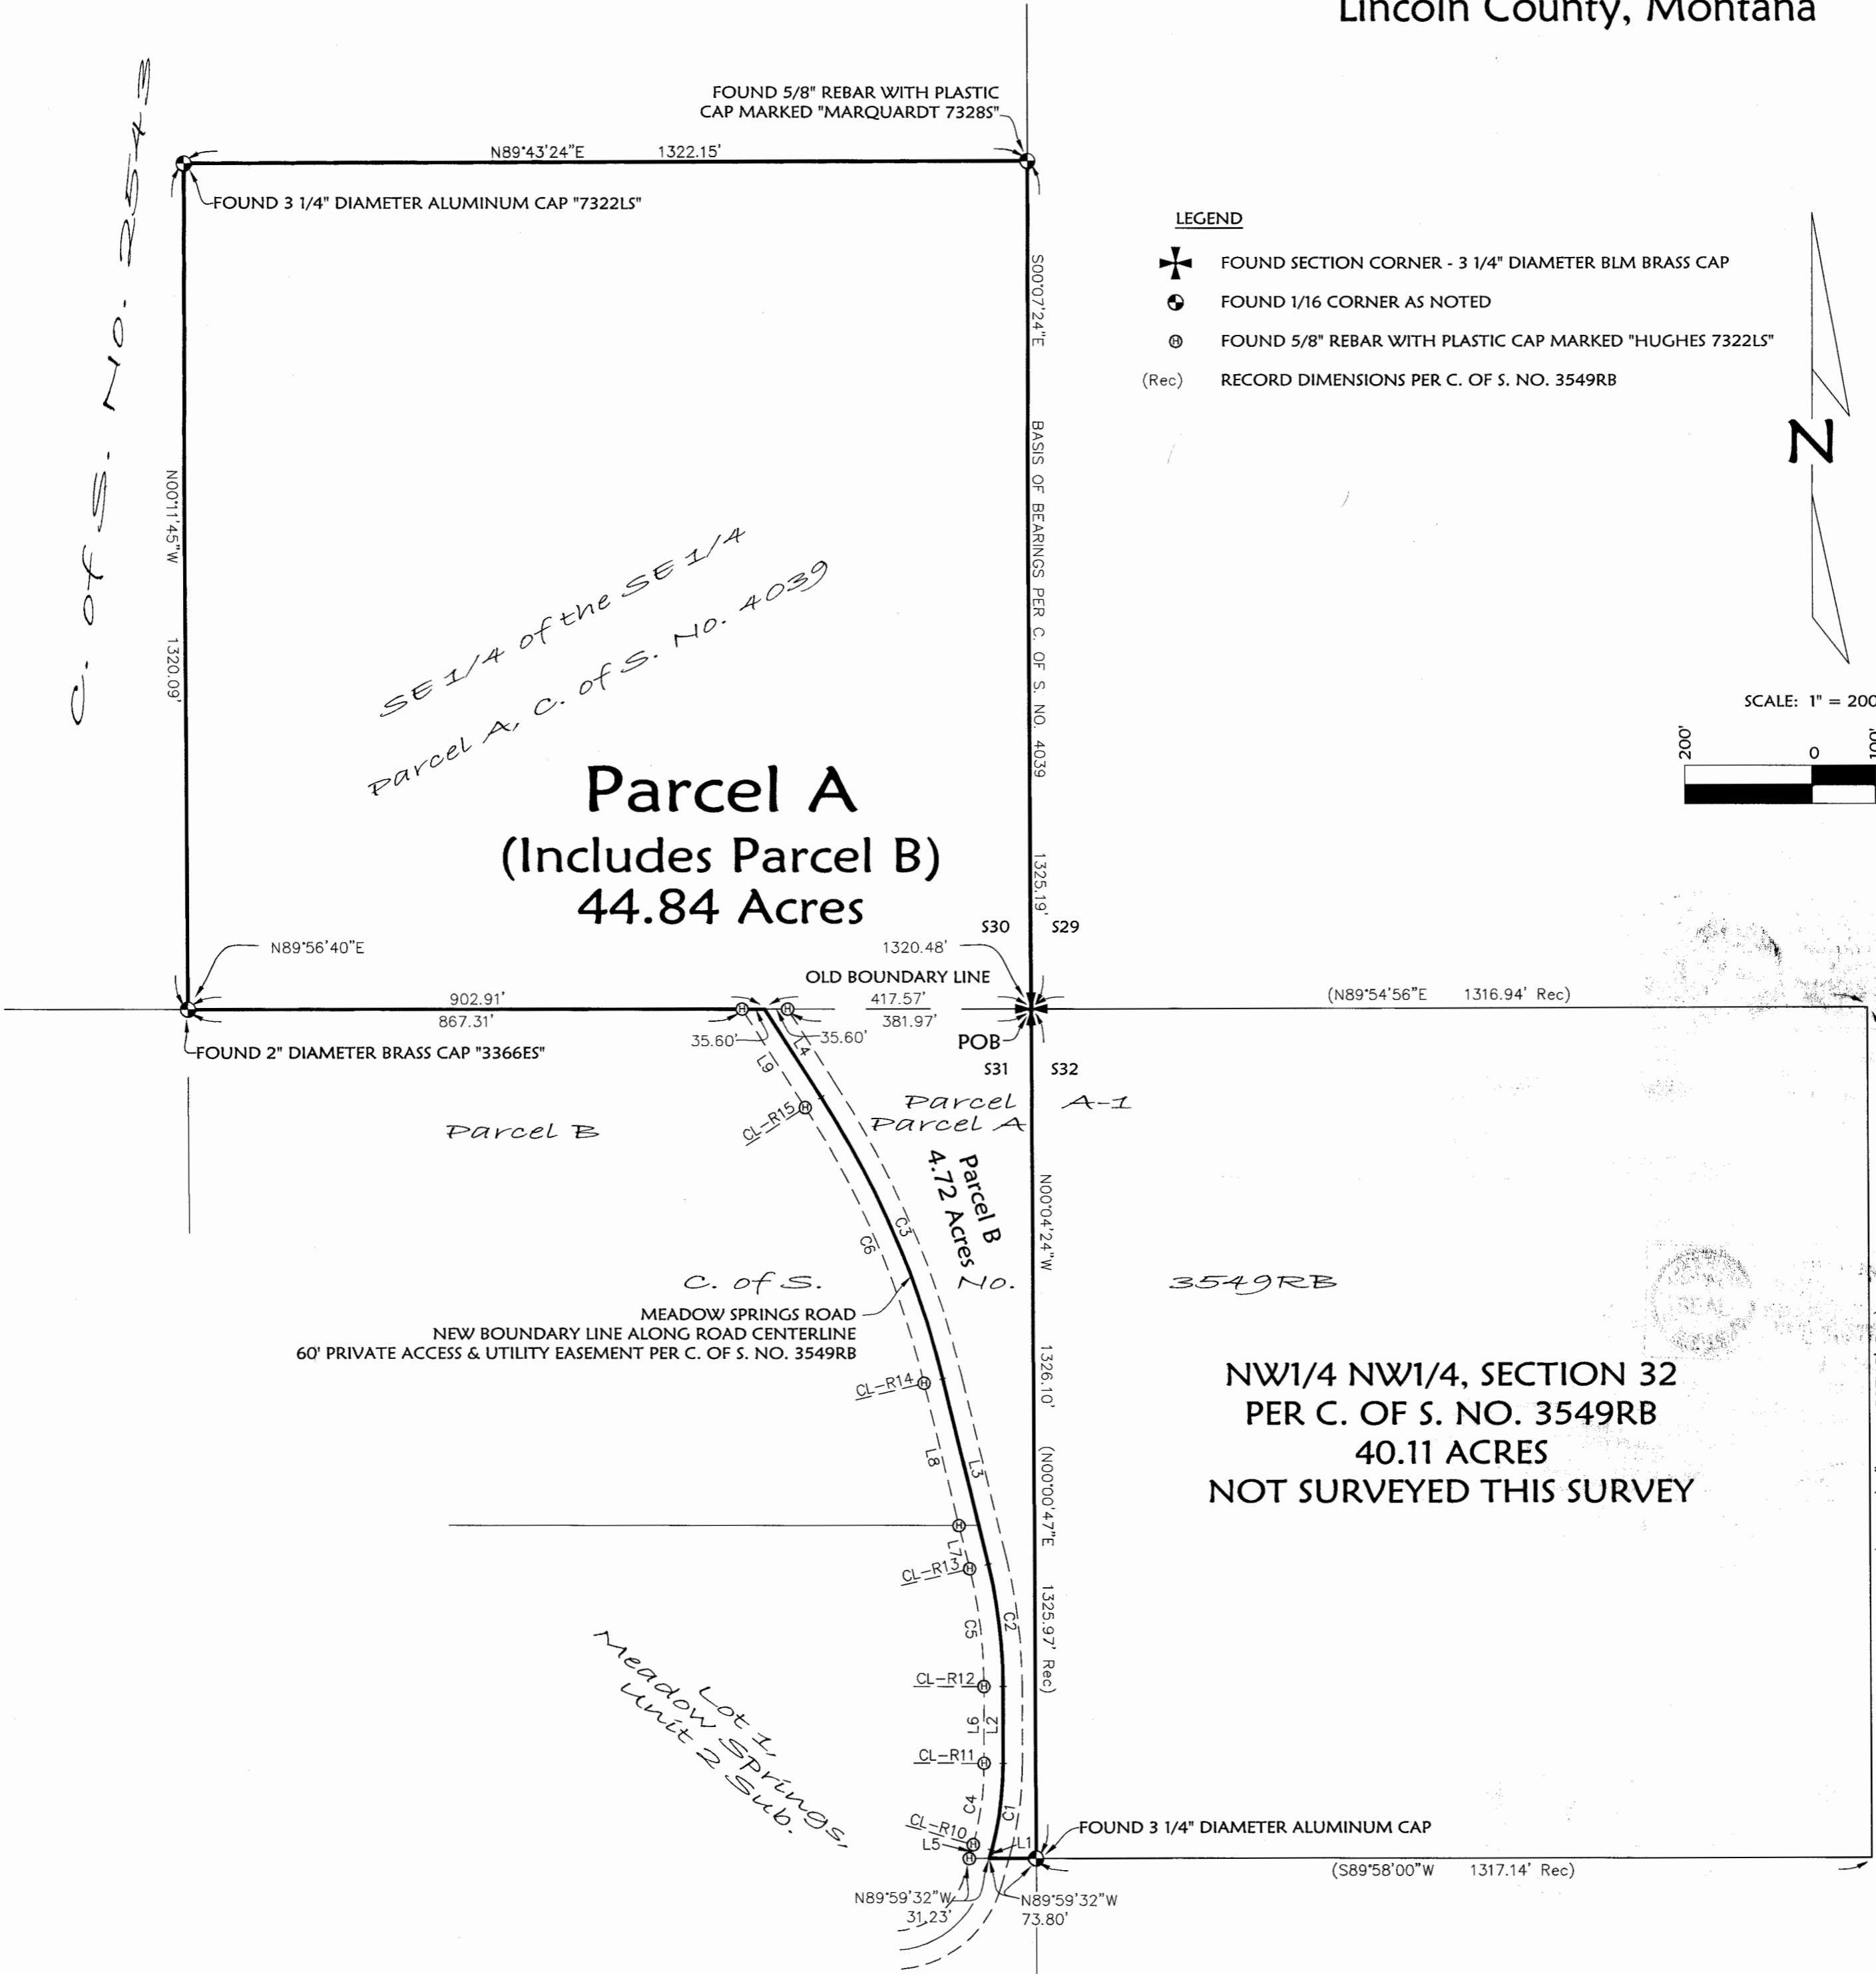 Lincoln County, Montana
C. of S. No. 2543
FOUND 5/8" REBAR WITH PLASTIC
CAP MARKED "MARQUARDT 7328S"
N89°43'24"E 1322.15'
FOUND 3 1/4" DIAMETER ALUMINUM CAP "7322LS"
LEGEND
FOUND SECTION CORNER - 3 1/4" DIAMETER BLM BRASS CAP
FOUND 1/16 CORNER AS NOTED
H FOUND 5/8" REBAR WITH PLASTIC CAP MARKED "HUGHES 7322LS"
(Rec) RECORD DIMENSIONS PER C. OF S. NO. 3549RB
N
SCALE: 1" = 200
200' 0 100'
S00°07'24"E BASIS OF BEARINGS PER C. OF S. NO. 4039 1325.19'
N00°11'45"W 1320.09'
SE 1/4 of the SE 1/4
Parcel A, C. of S. No. 4039
Parcel A
(Includes Parcel B)
44.84 Acres
S30 S29
N89°56'40"E
1320.48'
OLD BOUNDARY LINE
902.91'
867.31'
417.57'
381.97'
(N89°54'56"E 1316.94' Rec)
35.60'
35.60'
POB
FOUND 2" DIAMETER BRASS CAP "3366ES"
S31 S32
L9
L4
CL-R15
Parcel A-1
Parcel A
Parcel B
Parcel B
4.72 Acres
N00°04'24"W 1326.10' (N00°00'47"E 1325.97' Rec)
C3
C6
C. of S. No. 3549RB
MEADOW SPRINGS ROAD
NEW BOUNDARY LINE ALONG ROAD CENTERLINE
60' PRIVATE ACCESS & UTILITY EASEMENT PER C. OF S. NO. 3549RB
SEAL
NW1/4 NW1/4, SECTION 32
PER C. OF S. NO. 3549RB
40.11 ACRES
NOT SURVEYED THIS SURVEY
CL-R14
L8
L3
L7
CL-R13
C5
C2
CL-R12
L6
L2
CL-R11
C4
C1
CL-R10
L5
L1
Lot 1,
Meadow Springs,
Unit 2 Sub.
FOUND 3 1/4" DIAMETER ALUMINUM CAP
(S89°58'00"W 1317.14' Rec)
N89°59'32"W
31.23'
N89°59'32"W
73.80'